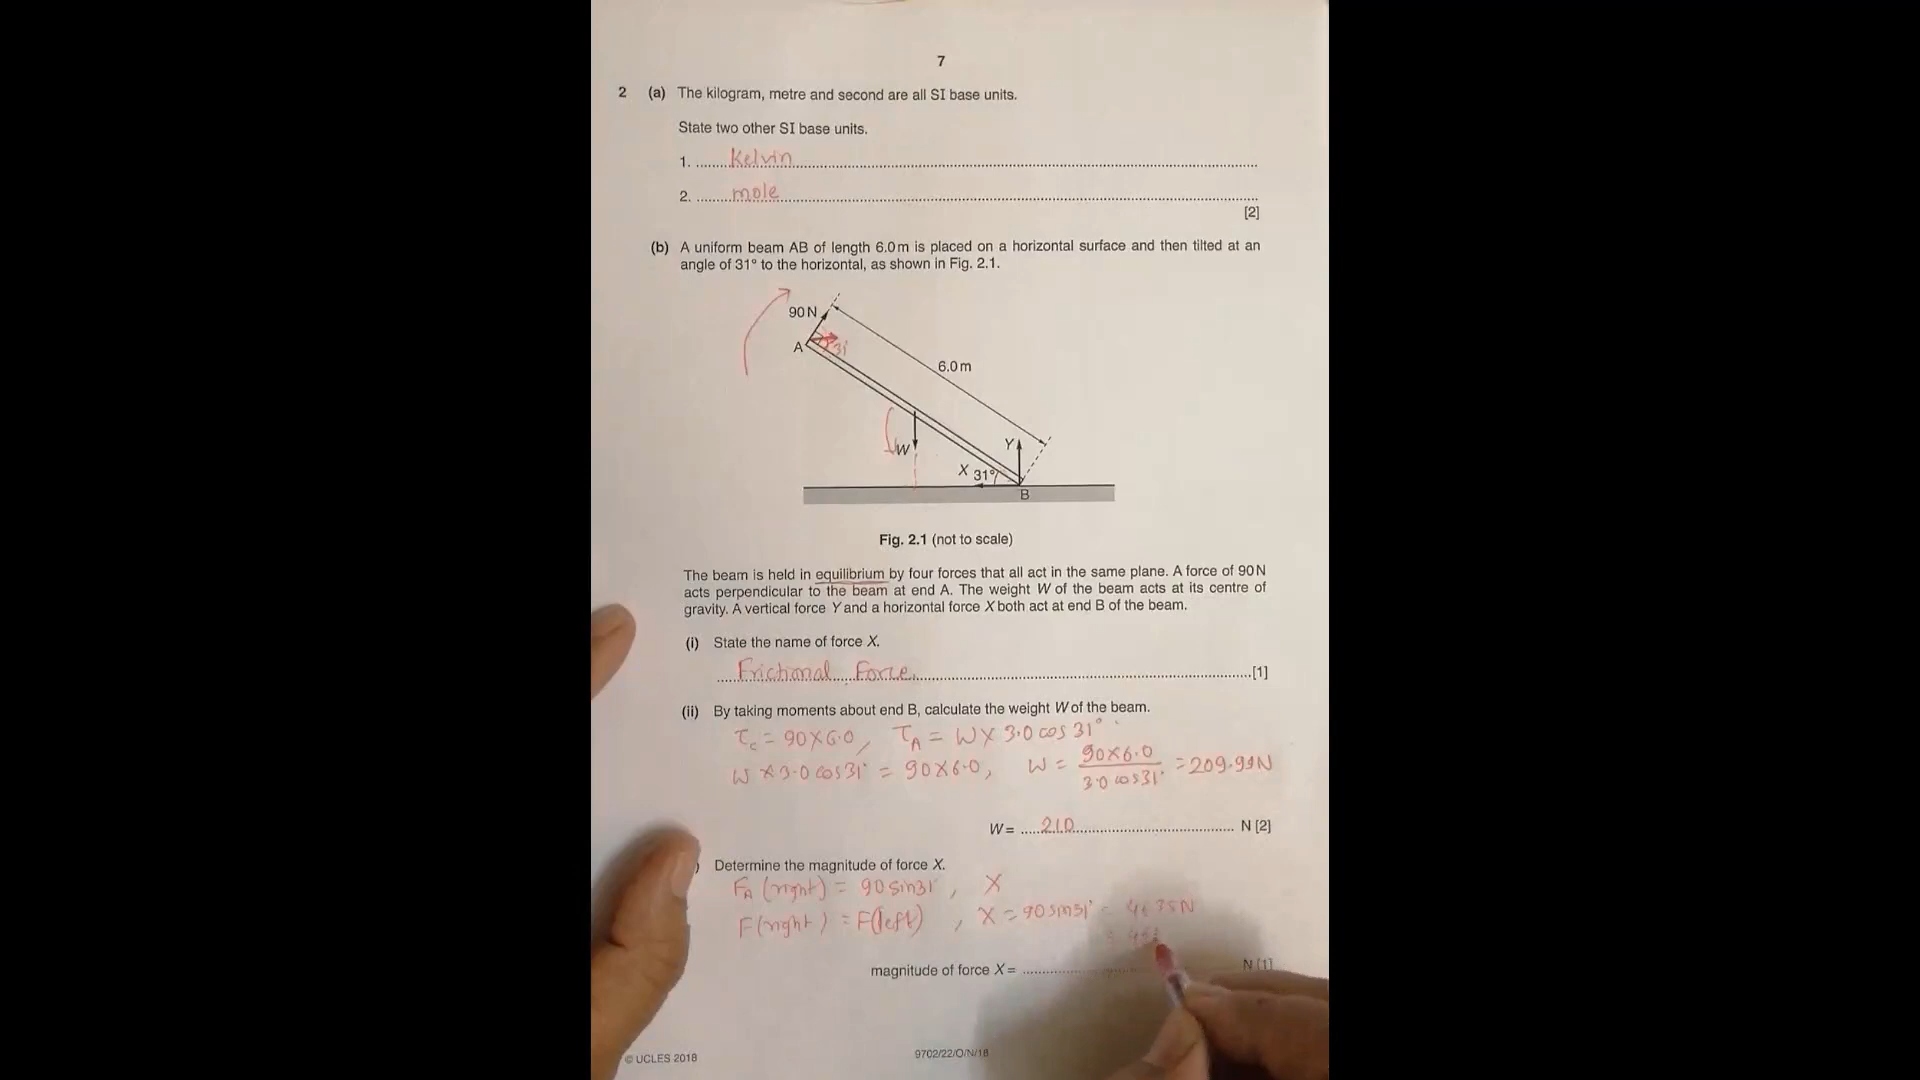 7
2 (a) The kilogram, metre and second are all SI base units.
State two other SI base units.
1. Kelvin
2. mole
[2]
(b) A uniform beam AB of length 6.0 m is placed on a horizontal surface and then tilted at an
angle of 31° to the horizontal, as shown in Fig. 2.1.
90 N
A
31
6.0 m
W
Y
X 31°
B
Fig. 2.1 (not to scale)
The beam is held in equilibrium by four forces that all act in the same plane. A force of 90 N
acts perpendicular to the beam at end A. The weight W of the beam acts at its centre of
gravity. A vertical force Y and a horizontal force X both act at end B of the beam.
(i) State the name of force X.
Frictional Force [1]
(ii) By taking moments about end B, calculate the weight W of the beam.
τc = 90×6.0, τA = W× 3.0 cos 31°
W × 3.0 cos31° = 90×6.0, W = 90×6.0 / 3.0 cos31° = 209.99N
W = 210 N [2]
) Determine the magnitude of force X.
FA (right) = 90 sin31°, X
F(right) = F(left), X = 90 sin31° =
magnitude of force X = N [1]
© UCLES 2018
9702/22/O/N/18